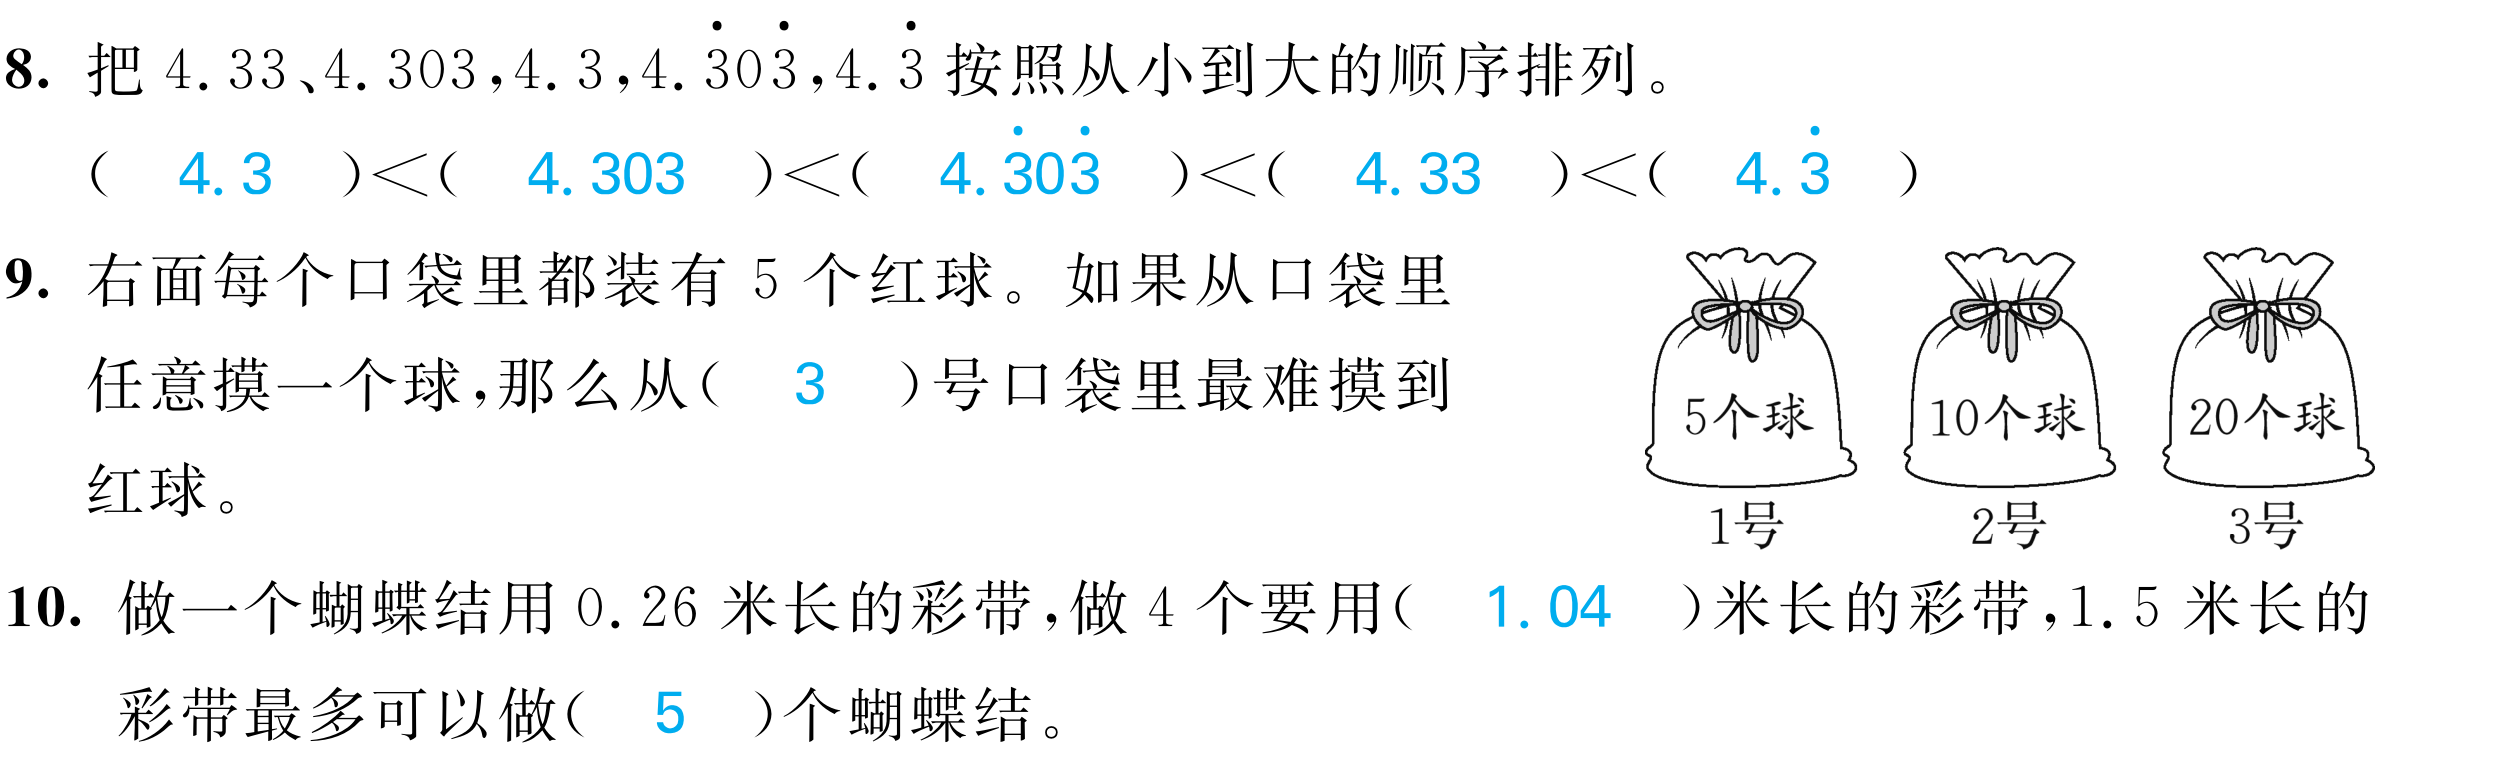 8. 把 4.33、4.303,4.3,4.3̇03̇,4.3̇ 按照从小到大的顺序排列。
( 4.3 )<( 4.303 )<( 4.3̇03̇ )<( 4.33 )<( 4.3̇ )
9. 右面每个口袋里都装有 5 个红球。如果从口袋里
任意摸一个球,那么从( 3 )号口袋里最难摸到
红球。
5个球 10个球 20个球
1号 2号 3号
10. 做一个蝴蝶结用 0.26 米长的彩带,做 4 个要用( 1.04 )米长的彩带,1.5 米长的
彩带最多可以做( 5 )个蝴蝶结。